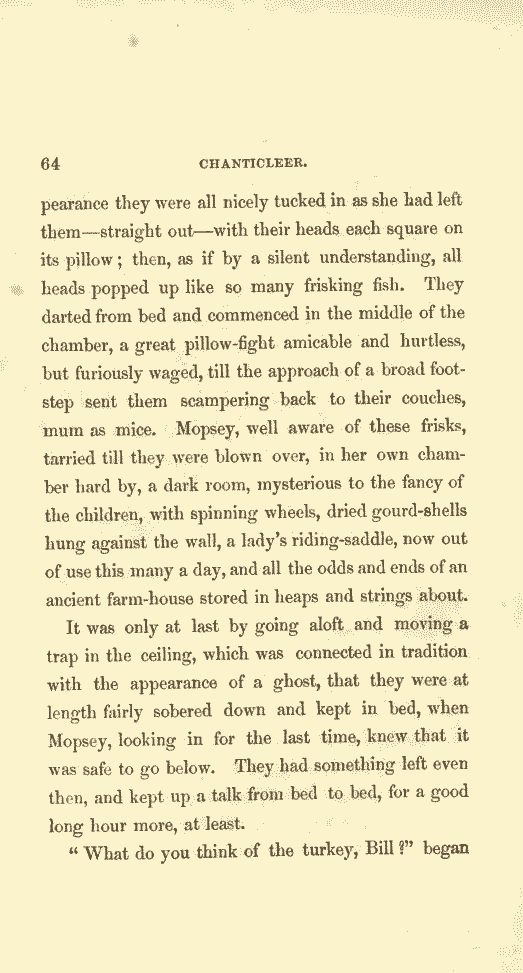 64 CHANTICLEER.
pearance they were all nicely tucked in as she had left
them—straight out—with their heads each square on
its pillow; then, as if by a silent understanding, all
heads popped up like so many frisking fish. They
darted from bed and commenced in the middle of the
chamber, a great pillow-fight amicable and hurtless,
but furiously waged, till the approach of a broad foot-
step sent them scampering back to their couches,
mum as mice. Mopsey, well aware of these frisks,
tarried till they were blown over, in her own cham-
ber hard by, a dark room, mysterious to the fancy of
the children, with spinning wheels, dried gourd-shells
hung against the wall, a lady's riding-saddle, now out
of use this many a day, and all the odds and ends of an
ancient farm-house stored in heaps and strings about.
It was only at last by going aloft and moving a
trap in the ceiling, which was connected in tradition
with the appearance of a ghost, that they were at
length fairly sobered down and kept in bed, when
Mopsey, looking in for the last time, knew that it
was safe to go below. They had something left even
then, and kept up a talk from bed to bed, for a good
long hour more, at least.
"What do you think of the turkey, Bill?" began